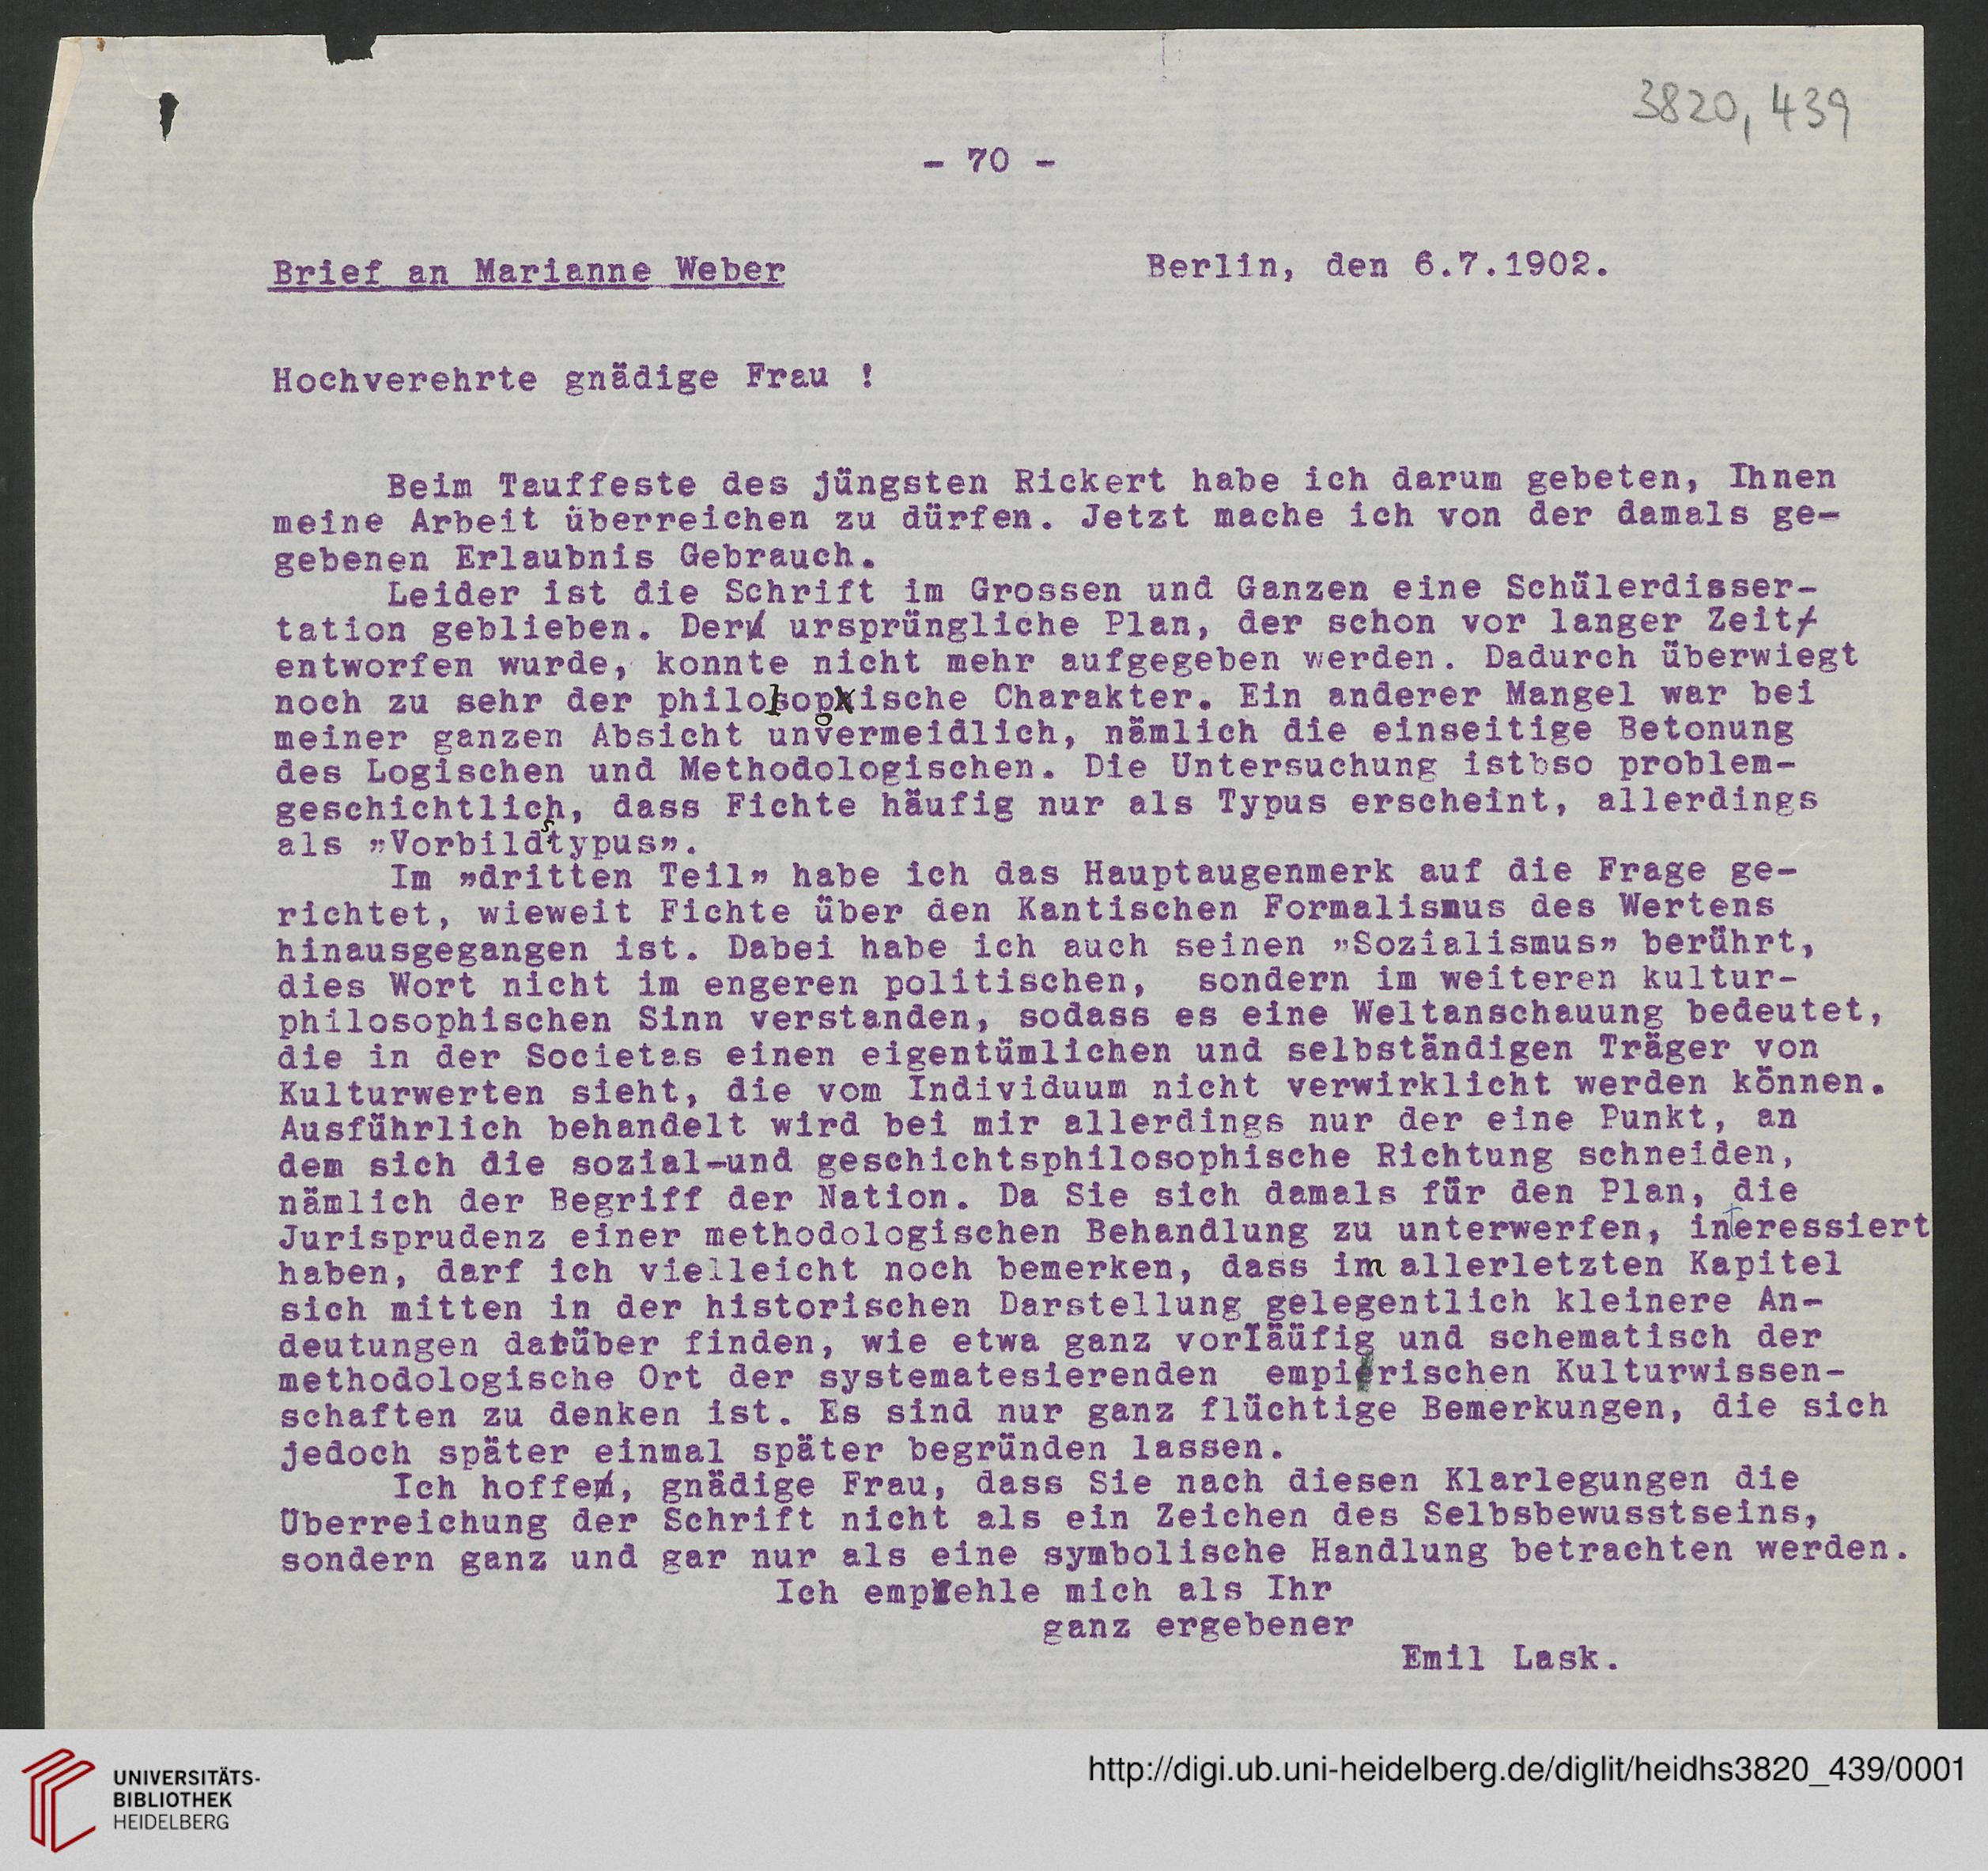 3820, 439
- 70 -
Brief an Marianne Weber
Berlin, den 6.7.1902.
Hochverehrte gnädige Frau !
Beim Tauffeste des jüngsten Rickert habe ich darum gebeten, Ihnen
meine Arbeit überreichen zu dürfen. Jetzt mache ich von der damals ge-
gebenen Erlaubnis Gebrauch.
Leider ist die Schrift im Grossen und Ganzen eine Schülerdisser-
tation geblieben. Der ursprüngliche Plan, der schon vor langer Zeit
entworfen wurde, konnte nicht mehr aufgegeben werden. Dadurch überwiegt
noch zu sehr der philologische Charakter. Ein anderer Mangel war bei
meiner ganzen Absicht unvermeidlich, nämlich die einseitige Betonung
des Logischen und Methodologischen. Die Untersuchung istbso problem-
geschichtlich, dass Fichte häufig nur als Typus erscheint, allerdings
als "Vorbildstypus".
Im "dritten Teil" habe ich das Hauptaugenmerk auf die Frage ge-
richtet, wieweit Fichte über den Kantischen Formalismus des Wertens
hinausgegangen ist. Dabei habe ich auch seinen "Sozialismus" berührt,
dies Wort nicht im engeren politischen, sondern im weiteren kultur-
philosophischen Sinn verstanden, sodass es eine Weltanschauung bedeutet,
die in der Societas einen eigentümlichen und selbständigen Träger von
Kulturwerten sieht, die vom Individuum nicht verwirklicht werden können.
Ausführlich behandelt wird bei mir allerdings nur der eine Punkt, an
dem sich die sozial-und geschichtsphilosophische Richtung schneiden,
nämlich der Begriff der Nation. Da Sie sich damals für den Plan, die
Jurisprudenz einer methodologischen Behandlung zu unterwerfen, interessiert
haben, darf ich vielleicht noch bemerken, dass im allerletzten Kapitel
sich mitten in der historischen Darstellung gelegentlich kleinere An-
deutungen darüber finden, wie etwa ganz vorläufig und schematisch der
methodologische Ort der systematesierenden empirischen Kulturwissen-
schaften zu denken ist. Es sind nur ganz flüchtige Bemerkungen, die sich
jedoch später einmal später begründen lassen.
Ich hoffe, gnädige Frau, dass Sie nach diesen Klarlegungen die
Überreichung der Schrift nicht als ein Zeichen des Selbsbewusstseins,
sondern ganz und gar nur als eine symbolische Handlung betrachten werden.
Ich empfehle mich als Ihr
ganz ergebener
Emil Lask.
UNIVERSITÄTS-
BIBLIOTHEK
HEIDELBERG
http://digi.ub.uni-heidelberg.de/diglit/heidhs3820_439/0001